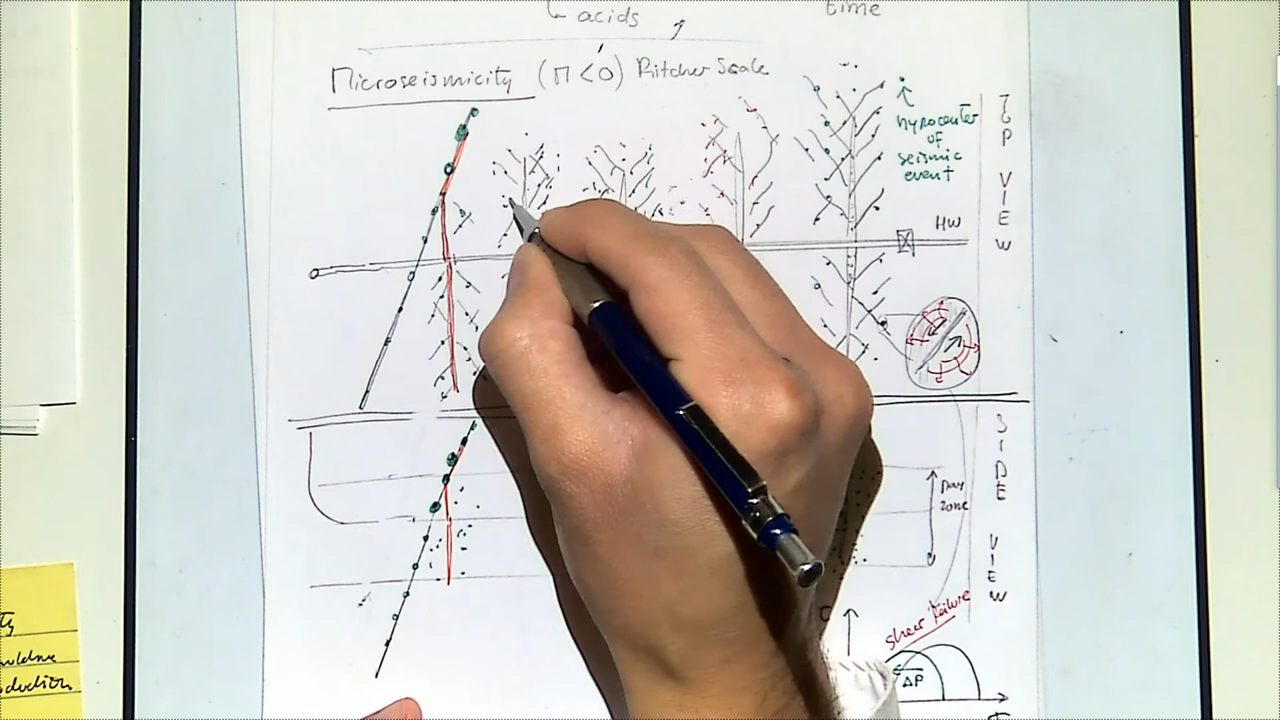 acids
time
Microseismicity (M<0) Ritcher Scale
hypocenter
of
seismic
event
TOP VIEW
HW
SIDE VIEW
Pay
zone
shear failure
ΔP